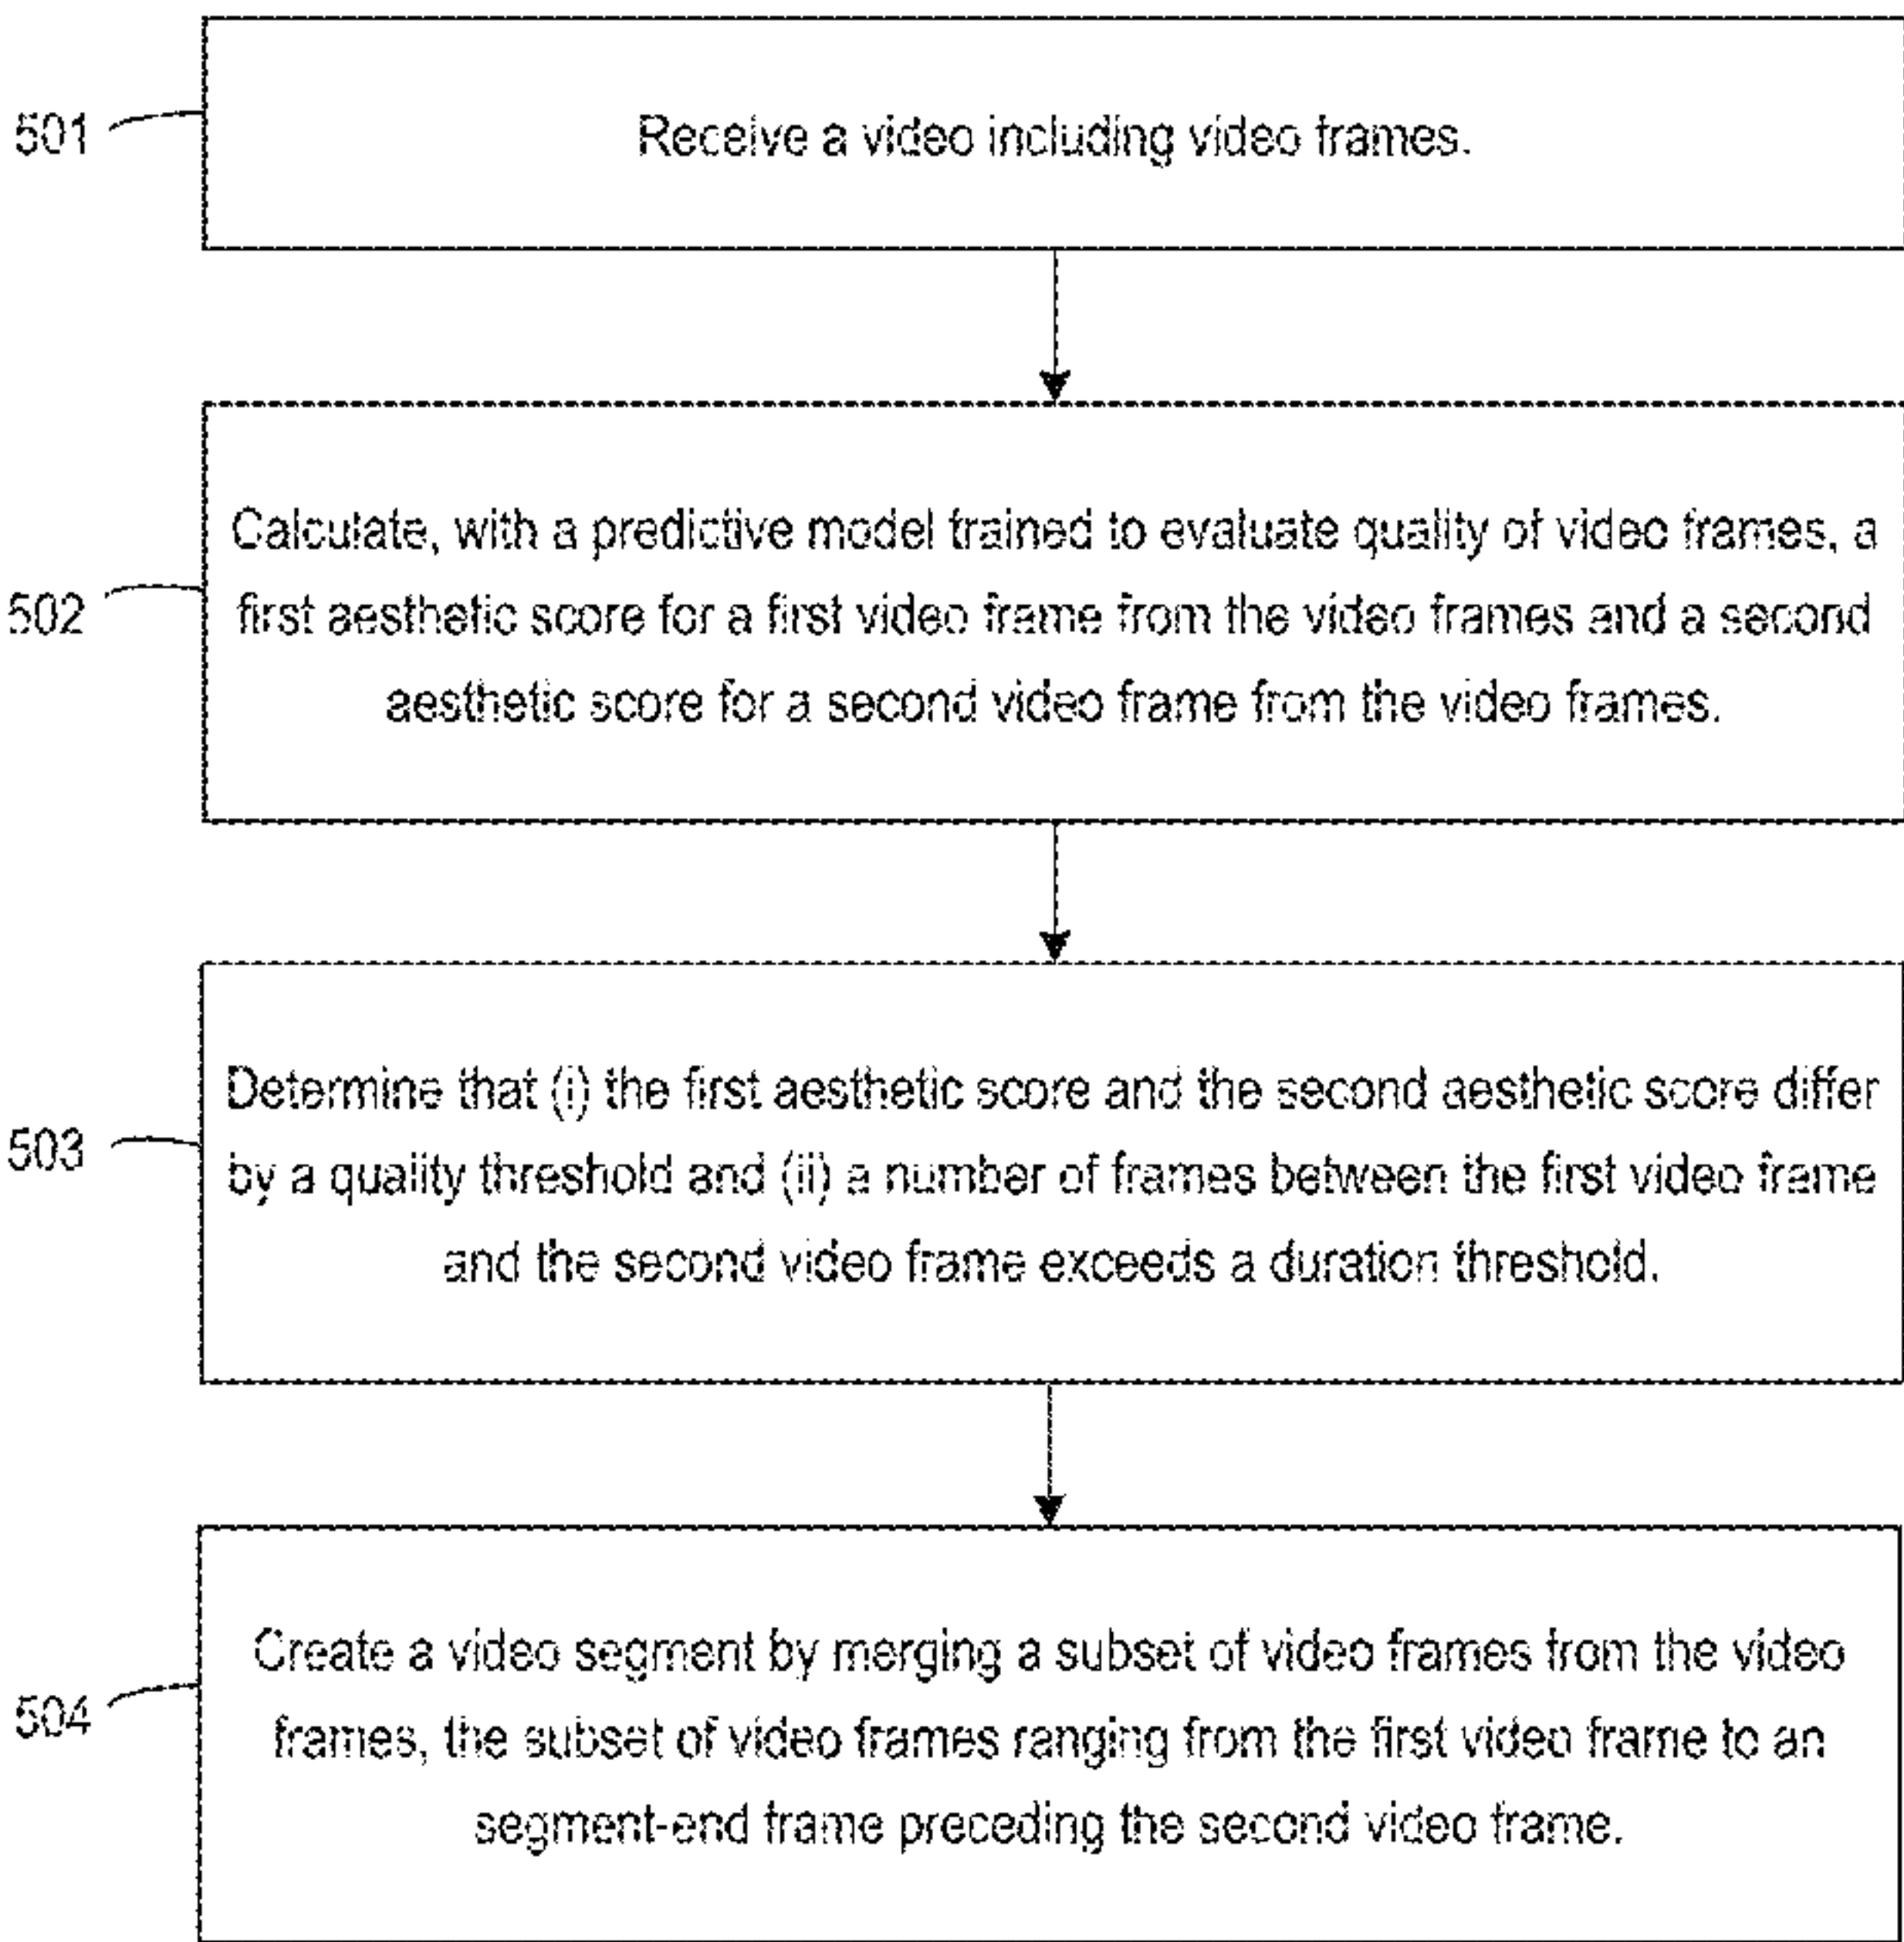 501
Receive a video including video frames.
502
Calculate, with a predictive model trained to evaluate quality of video frames, a
first aesthetic score for a first video frame from the video frames and a second
aesthetic score for a second video frame from the video frames.
503
Determine that (i) the first aesthetic score and the second aesthetic score differ
by a quality threshold and (ii) a number of frames between the first video frame
and the second video frame exceeds a duration threshold.
504
Create a video segment by merging a subset of video frames from the video
frames, the subset of video frames ranging from the first video frame to an
segment-end frame preceding the second video frame.